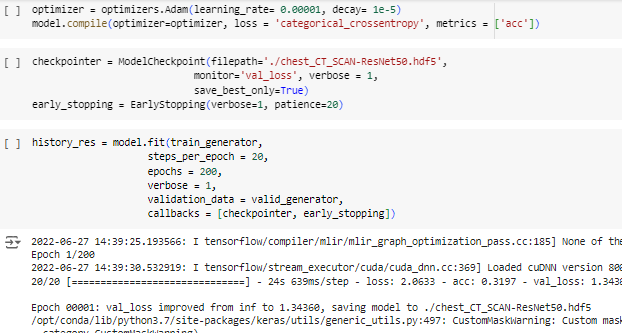 [ ] optimizer = optimizers.Adam(learning_rate= 0.00001, decay= 1e-5)
model.compile(optimizer=optimizer, loss = 'categorical_crossentropy', metrics = ['acc'])
[ ] checkpointer = ModelCheckpoint(filepath='./chest_CT_SCAN-ResNet50.hdf5',
monitor='val_loss', verbose = 1,
save_best_only=True)
early_stopping = EarlyStopping(verbose=1, patience=20)
[ ] history_res = model.fit(train_generator,
steps_per_epoch = 20,
epochs = 200,
verbose = 1,
validation_data = valid_generator,
callbacks = [checkpointer, early_stopping])
2022-06-27 14:39:25.193566: I tensorflow/compiler/mlir/mlir_graph_optimization_pass.cc:185] None of the
Epoch 1/200
2022-06-27 14:39:30.532919: I tensorflow/stream_executor/cuda/cuda_dnn.cc:369] Loaded cuDNN version 800
20/20 [==============================] - 24s 639ms/step - loss: 2.0633 - acc: 0.3197 - val_loss: 1.3436
Epoch 00001: val_loss improved from inf to 1.34360, saving model to ./chest_CT_SCAN-ResNet50.hdf5
/opt/conda/lib/python3.7/site-packages/keras/utils/generic_utils.py:497: CustomMaskWarning: Custom mask
category=CustomMaskWarning)